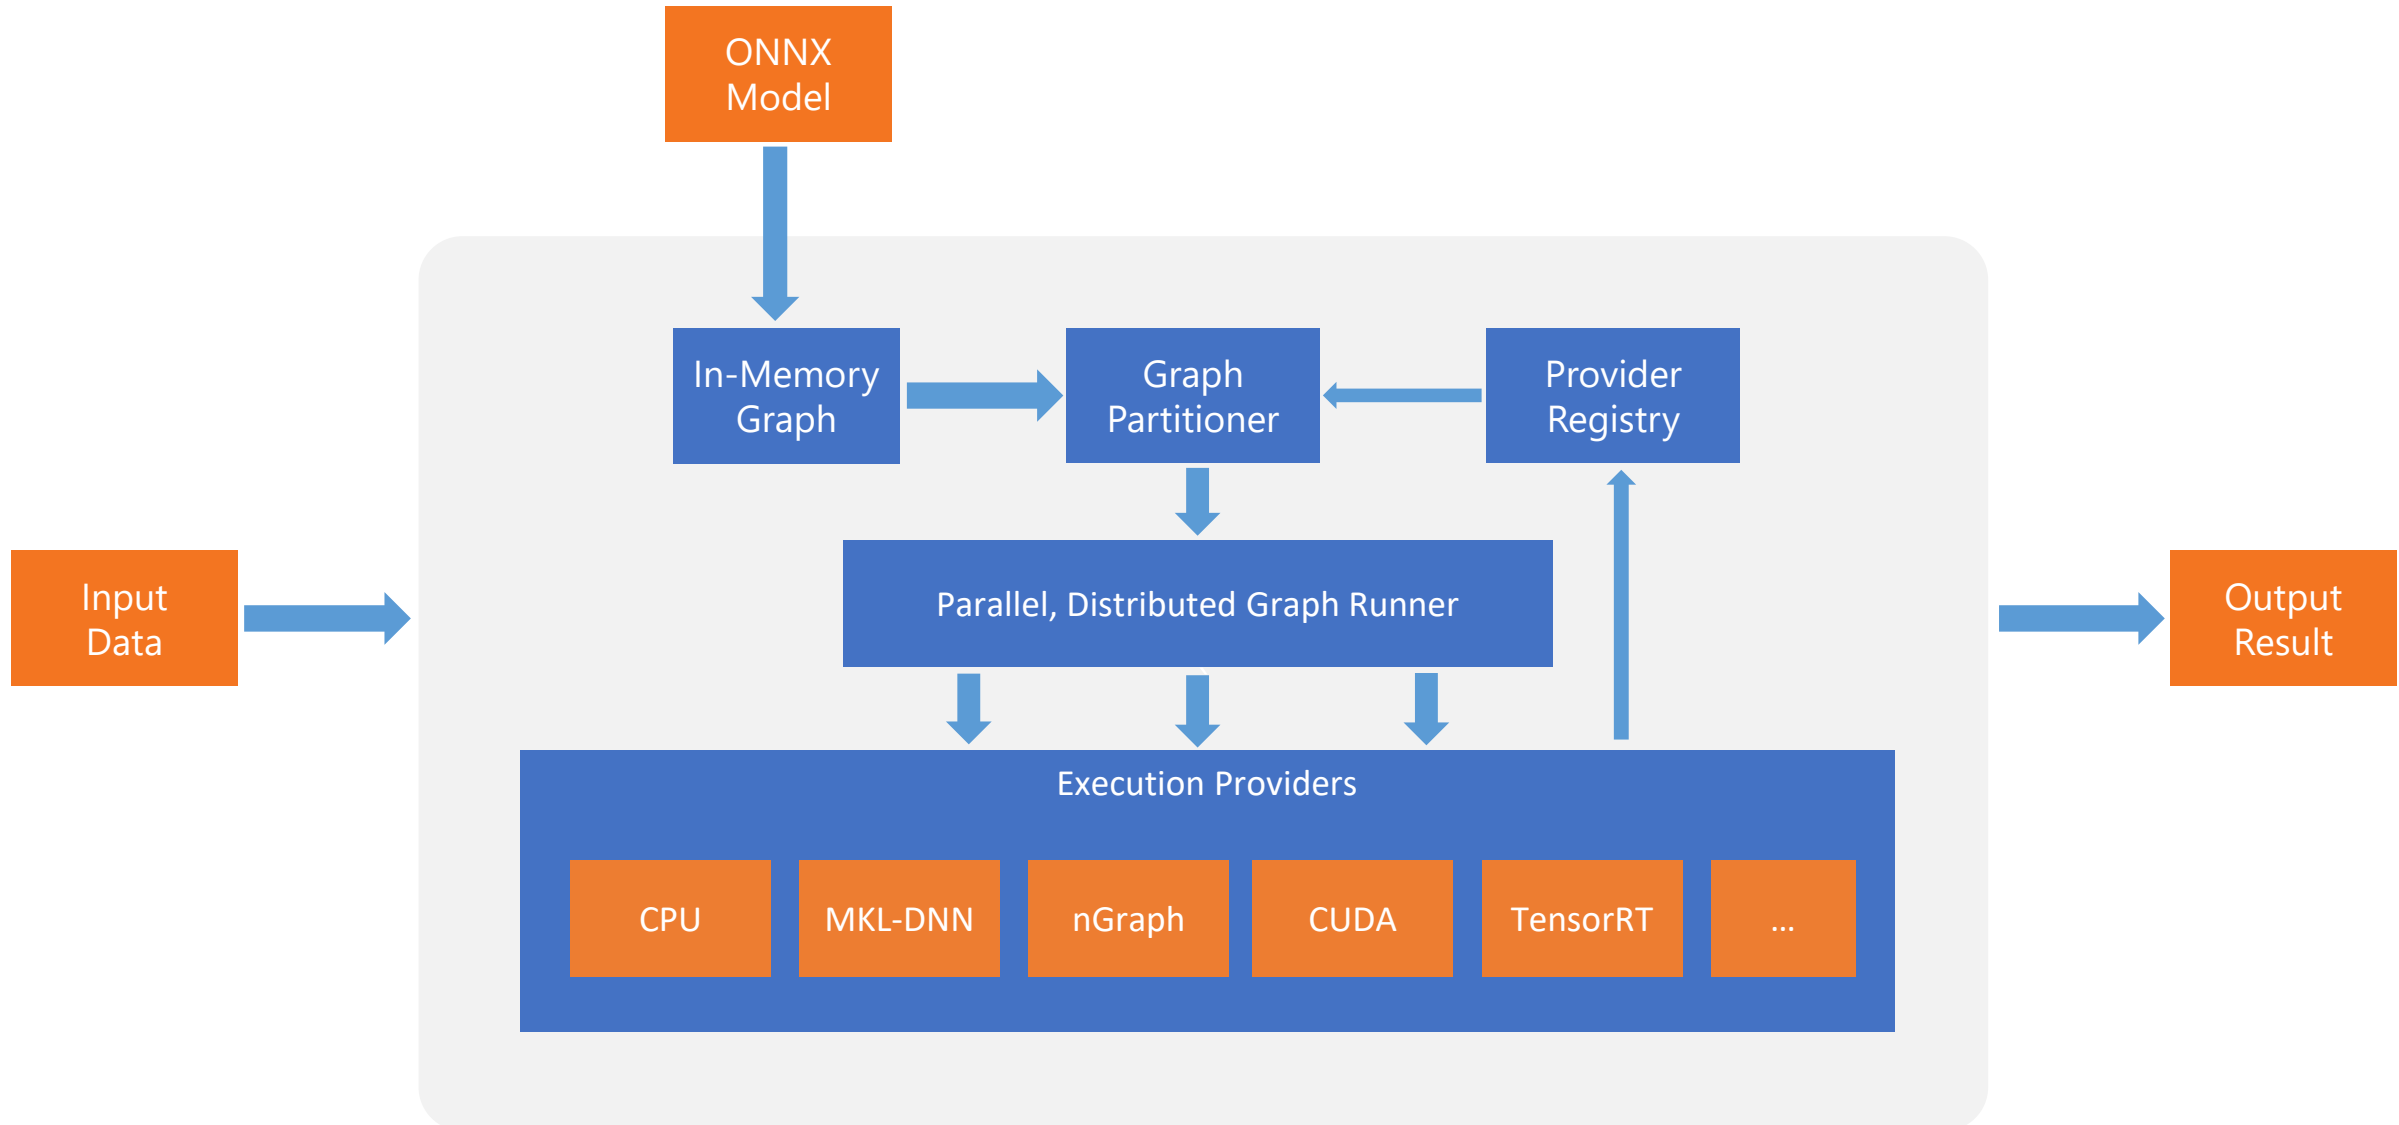 ONNX
Model
In-Memory
Graph
Graph
Partitioner
Provider
Registry
Input
Data
Parallel, Distributed Graph Runner
Output
Result
Execution Providers
CPU
MKL-DNN
nGraph
CUDA
TensorRT
...